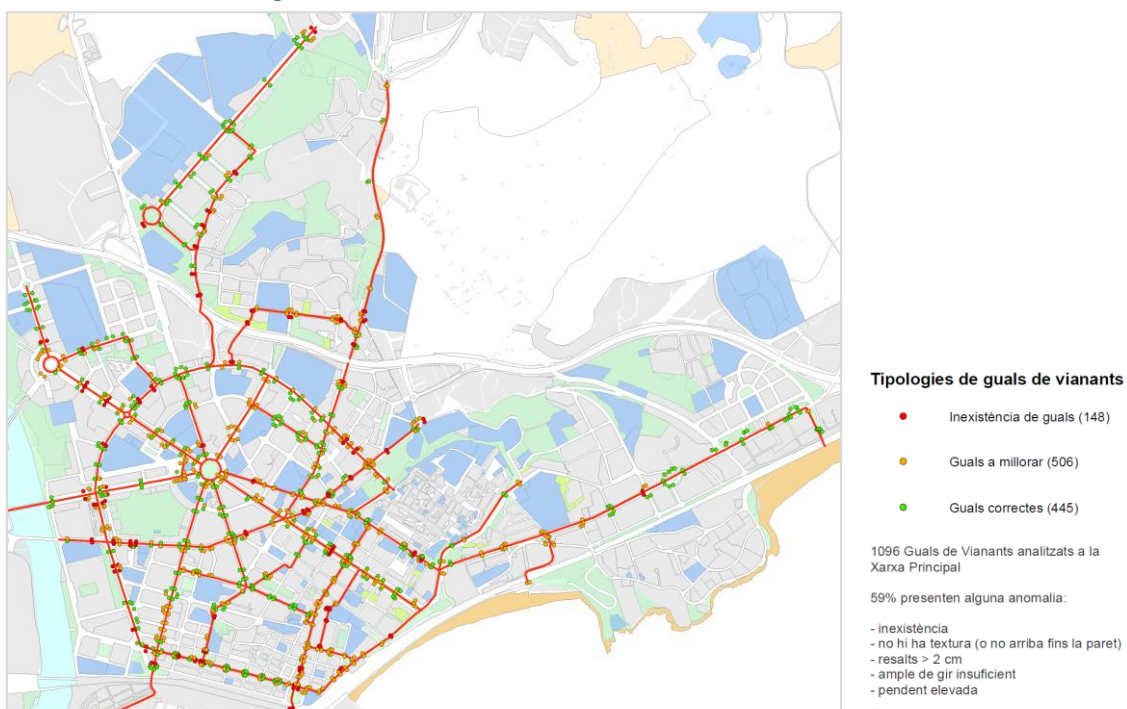 Tipologies de guals de vianants
Inexistència de guals (148)
Guals a millorar (506)
Guals correctes (445)
1096 Guals de Vianants analitzats a la
Xarxa Principal
59% presenten alguna anomalia:
- inexistència
- no hi ha textura (o no arriba fins la paret)
- resalts > 2 cm
- ample de gir insuficient
- pendent elevada